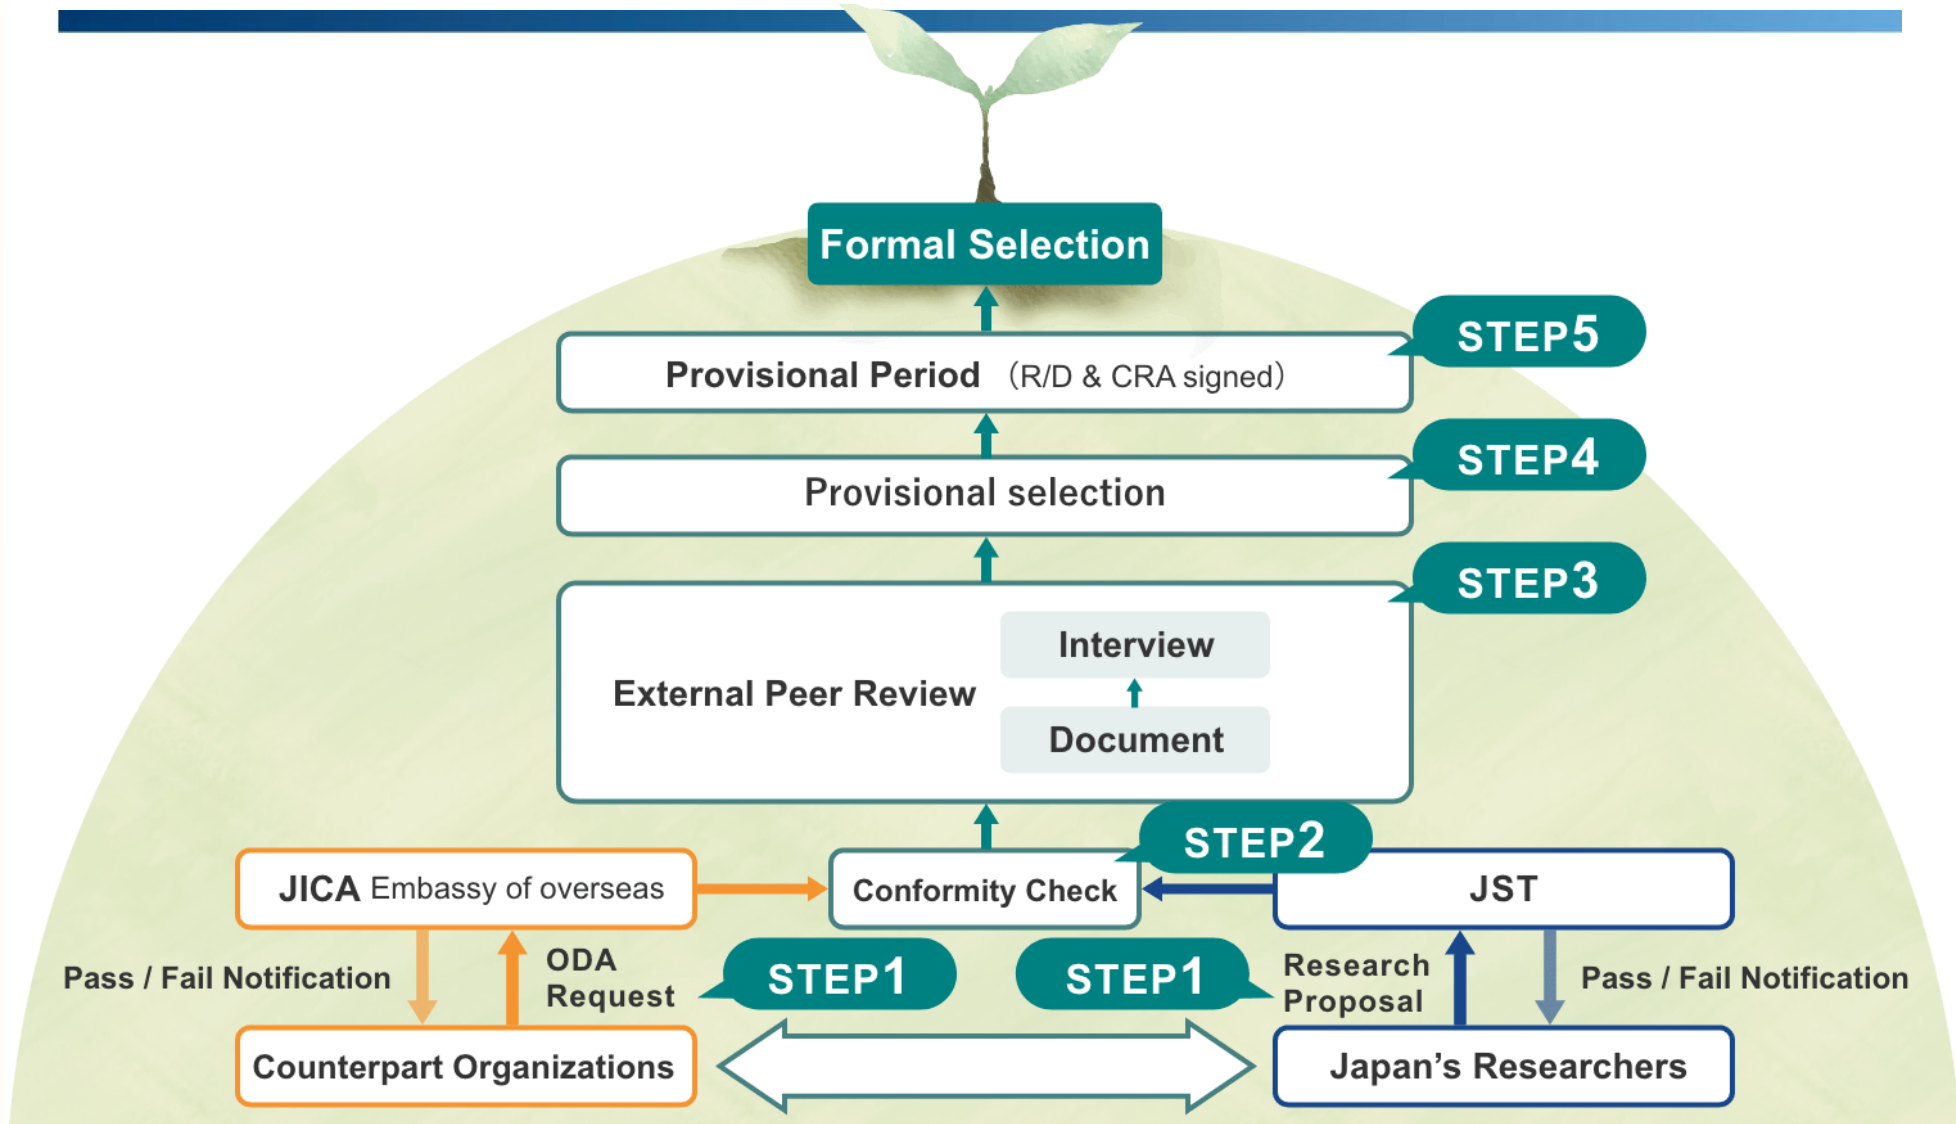 Formal Selection
STEP5
Provisional Period （R/D & CRA signed）
STEP4
Provisional selection
STEP3
Interview
External Peer Review
Document
STEP2
JICA Embassy of overseas
Conformity Check
JST
Pass / Fail Notification
ODA
Request
STEP1
STEP1
Research
Proposal
Pass / Fail Notification
Counterpart Organizations
Japan’s Researchers